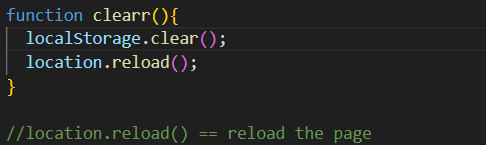 function clearr(){
localStorage.clear();
location.reload();
}
//location.reload() == reload the page